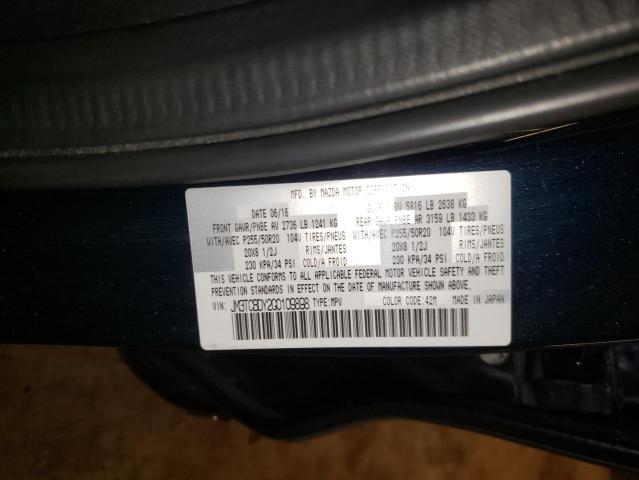 MFD. BY MAZDA MOTOR CORPORATION
DATE 06/16 5816 LB 2638 KG
FRONT GAWR/PNBE AV 2736 LB 1241 KG REAR GAWR/PNBE AR 3159 LB 1433 KG
WITH/AVEC P255/50R20 104V TIRES/PNEUS WITH/AVEC P255/50R20 104V TIRES/PNEUS
20X8 1/2J RIMS/JANTES 20X8 1/2J RIMS/JANTES
230 KPA/34 PSI COLD/A FROID 230 KPA/34 PSI COLD/A FROID
THIS VEHICLE CONFORMS TO ALL APPLICABLE FEDERAL MOTOR VEHICLE SAFETY AND THEFT
PREVENTION STANDARDS IN EFFECT ON THE DATE OF MANUFACTURE SHOWN ABOVE.
VIN: JM3TCBDY2G0109898 TYPE:MPV COLOR CODE:42M MADE IN JAPAN